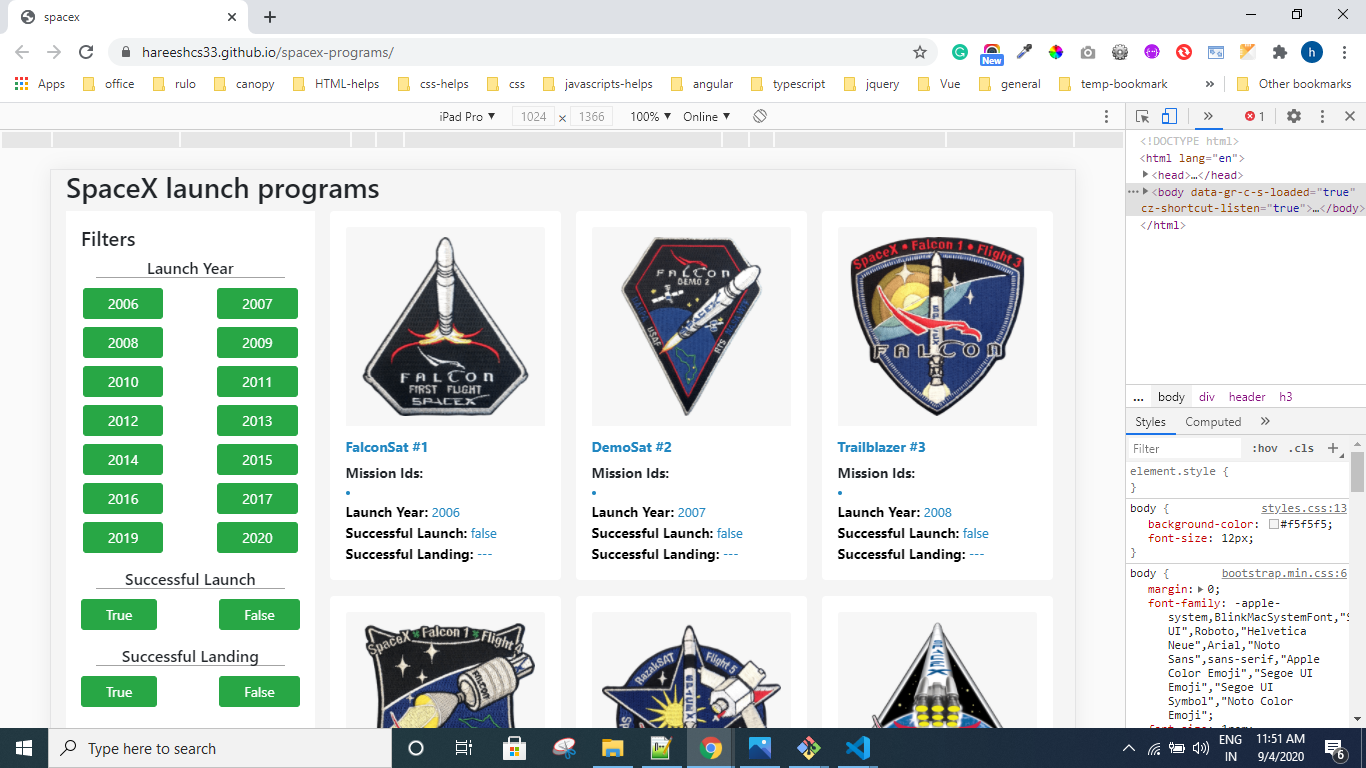 spacex
hareeshcs33.github.io/spacex-programs/
New
h
Apps office rulo canopy HTML-helps css-helps css javascripts-helps angular typescript jquery Vue general temp-bookmark » Other bookmarks
iPad Pro ▼ 1024 × 1366 100% ▼ Online ▼
» 1
<!DOCTYPE html>
<html lang="en">
<head>…</head>
<body data-gr-c-s-loaded="true"
cz-shortcut-listen="true">…</body>
</html>
... body div header h3
Styles Computed »
Filter :hov .cls +
element.style {
}
body { styles.css:13
background-color: #f5f5f5;
font-size: 12px;
}
body { bootstrap.min.css:6
margin: 0;
font-family: -apple-
system,BlinkMacSystemFont,"S
UI",Roboto,"Helvetica
Neue",Arial,"Noto
Sans",sans-serif,"Apple
Color Emoji","Segoe UI
Emoji","Segoe UI
Symbol","Noto Color
Emoji";
SpaceX launch programs
Filters
Launch Year
2006 2007
2008 2009
2010 2011
2012 2013
2014 2015
2016 2017
2019 2020
Successful Launch
True False
Successful Landing
True False
FALCON
FIRST FLIGHT
SPACEX
FalconSat #1
Mission Ids:
•
Launch Year: 2006
Successful Launch: false
Successful Landing: ---
FALCON
DEMO 2
SPACEX
USAF
RTS
DemoSat #2
Mission Ids:
•
Launch Year: 2007
Successful Launch: false
Successful Landing: ---
SpaceX • Falcon 1 • Flight 3
SPACEX
FALCON
Trailblazer #3
Mission Ids:
•
Launch Year: 2008
Successful Launch: false
Successful Landing: ---
SpaceX Falcon 1 Flight 4
FALCON
RazakSAT Flight 5
SPACEX
SPACEX
Type here to search
ENG
IN
11:51 AM
9/4/2020
6